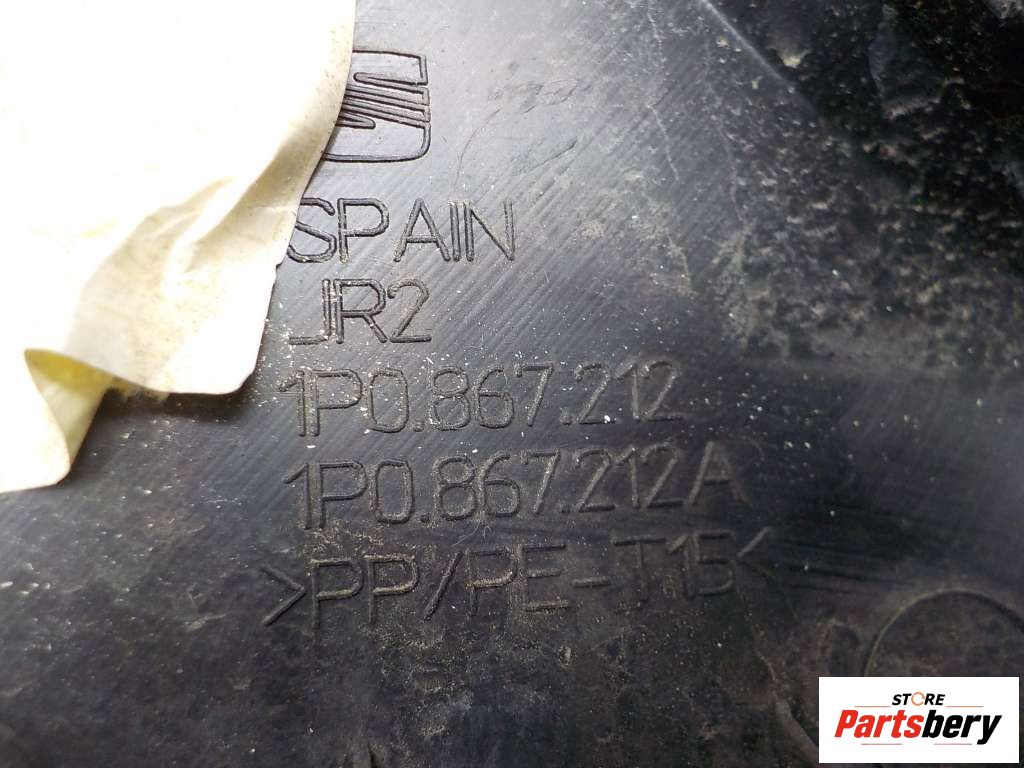 SPAIN
JR2
1P0.867.212
1P0.867.212A
>PP/PE-T15<
STORE
Partsbery